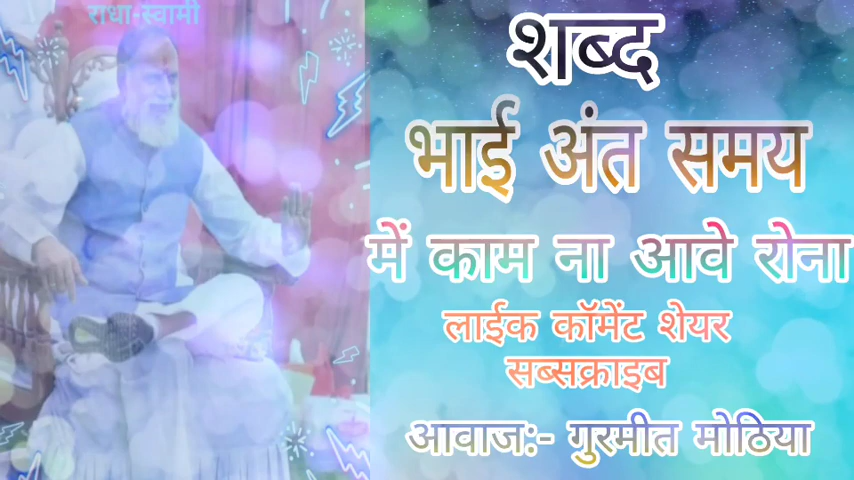 राधा-स्वामी
शब्द
भाई अंत समय
में काम ना आवे रोना
लाईक कॉमेंट शेयर
सब्सक्राइब
आवाज:- गुरमीत मोठिया